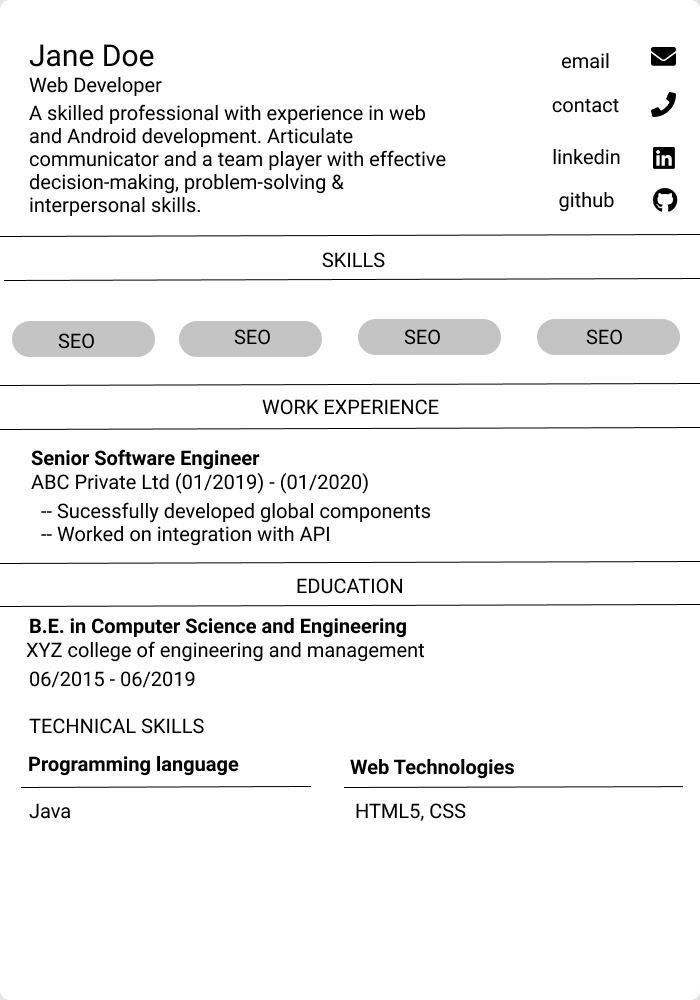 Jane Doe
Web Developer
A skilled professional with experience in web
and Android development. Articulate
communicator and a team player with effective
decision-making, problem-solving &
interpersonal skills.
email
contact
linkedin
github
SKILLS
SEO SEO SEO SEO
WORK EXPERIENCE
Senior Software Engineer
ABC Private Ltd (01/2019) - (01/2020)
-- Sucessfully developed global components
-- Worked on integration with API
EDUCATION
B.E. in Computer Science and Engineering
XYZ college of engineering and management
06/2015 - 06/2019
TECHNICAL SKILLS
Programming language
Java
Web Technologies
HTML5, CSS